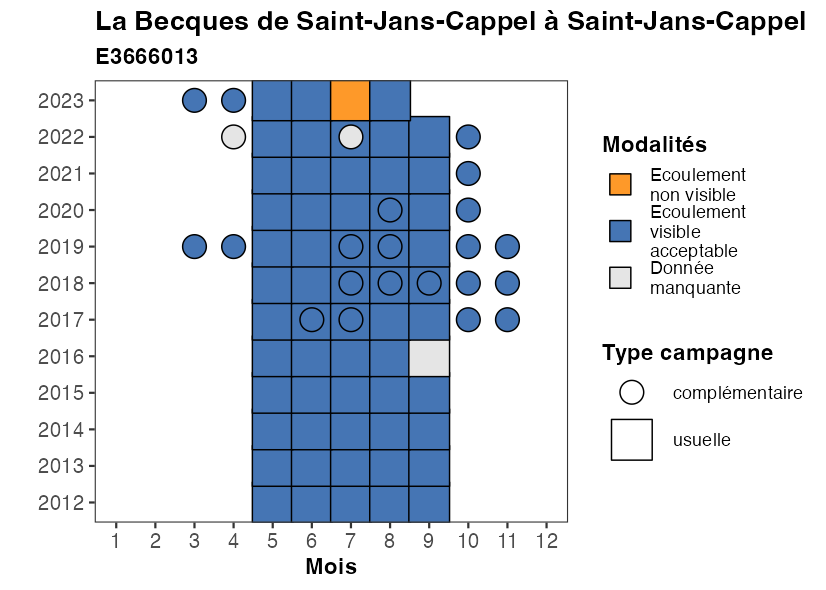 La Becques de Saint-Jans-Cappel à Saint-Jans-Cappel
E3666013
2023
2022
2021
2020
2019
2018
2017
2016
2015
2014
2013
2012
1 2 3 4 5 6 7 8 9 10 11 12
Mois
Modalités
Ecoulement
non visible
Ecoulement
visible
acceptable
Donnée
manquante
Type campagne
complémentaire
usuelle